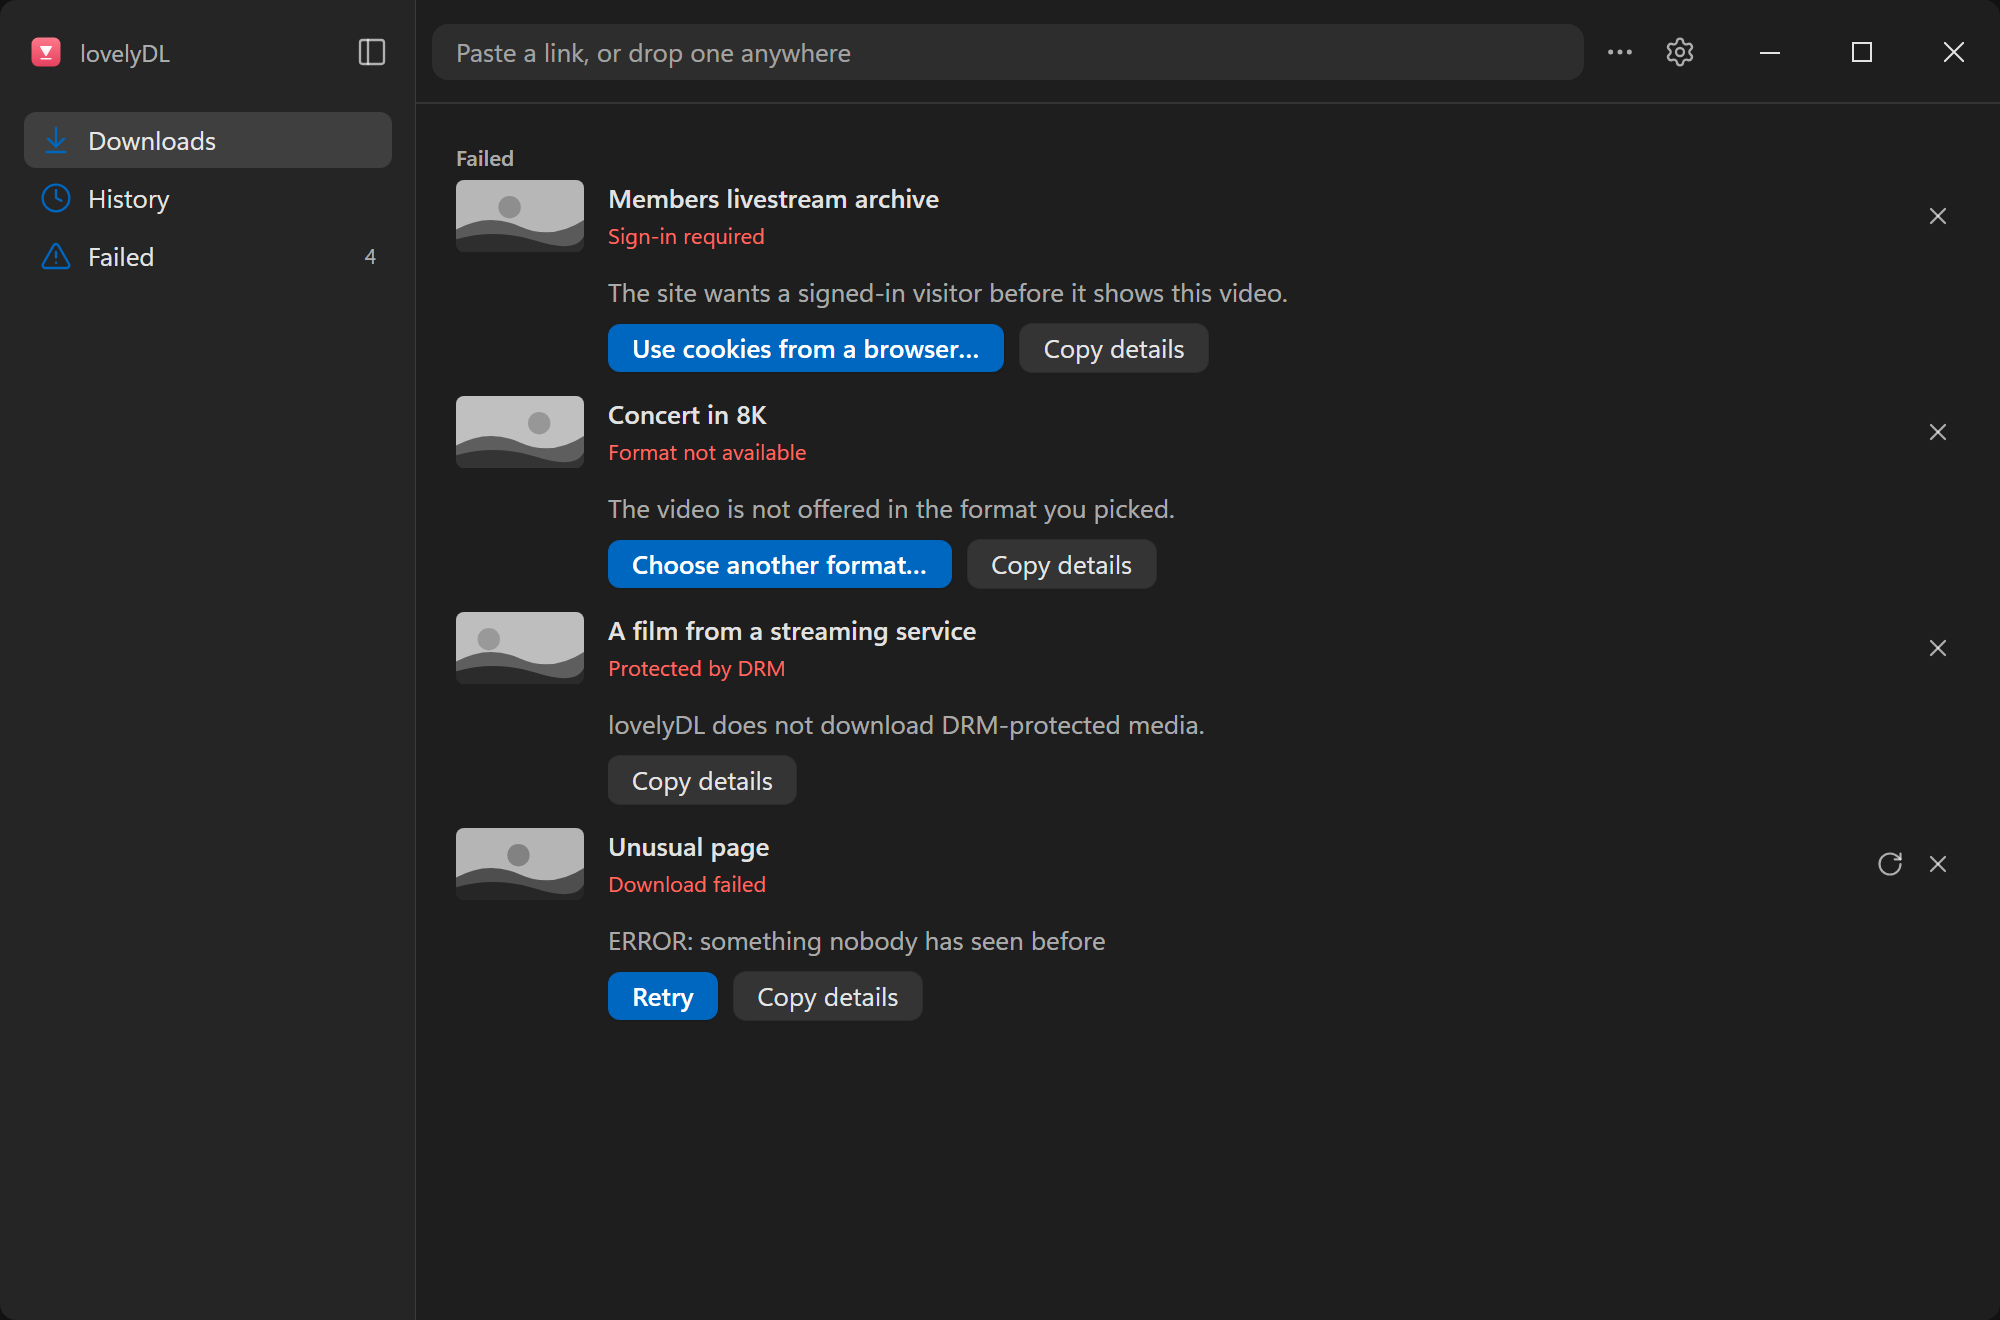 lovelyDL
Paste a link, or drop one anywhere
Downloads
History
Failed 4
Failed
Members livestream archive
Sign-in required
The site wants a signed-in visitor before it shows this video.
Use cookies from a browser... Copy details
Concert in 8K
Format not available
The video is not offered in the format you picked.
Choose another format... Copy details
A film from a streaming service
Protected by DRM
lovelyDL does not download DRM-protected media.
Copy details
Unusual page
Download failed
ERROR: something nobody has seen before
Retry Copy details